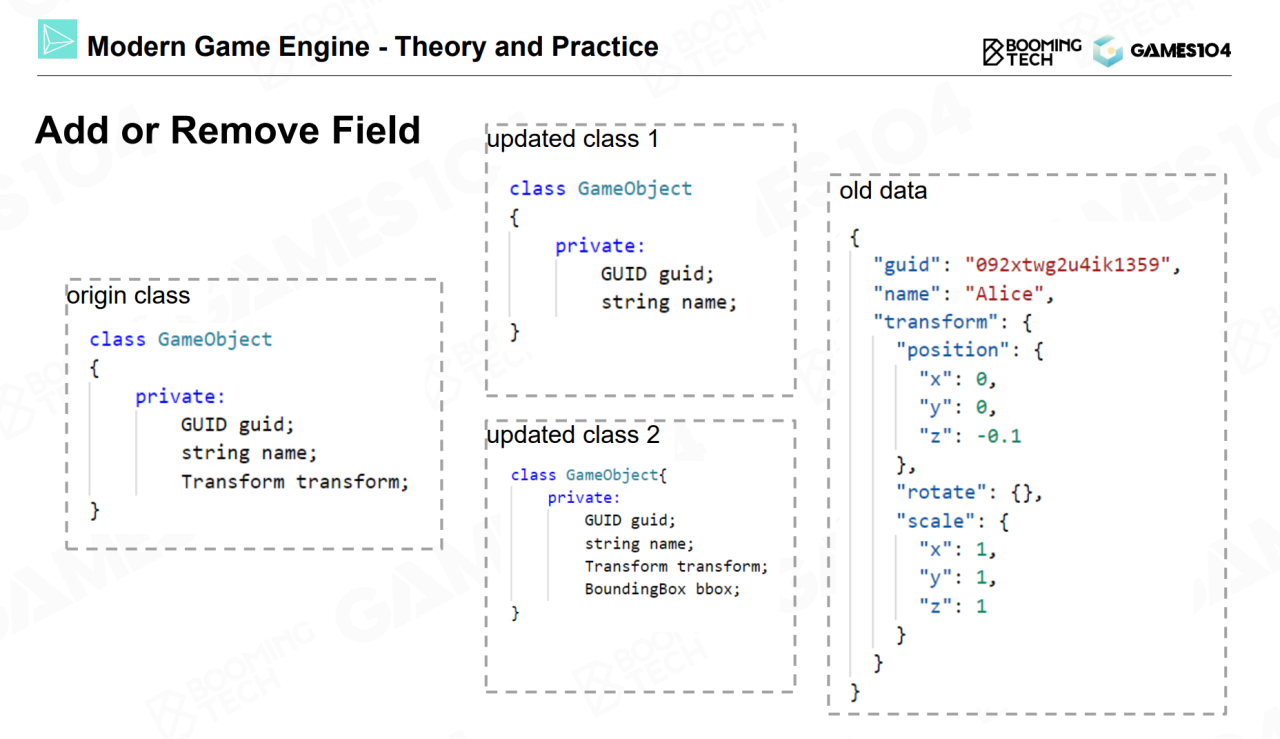 Modern Game Engine - Theory and Practice
BOOMING
TECH
GAMES104
Add or Remove Field
origin class
class GameObject
{
private:
GUID guid;
string name;
Transform transform;
}
updated class 1
class GameObject
{
private:
GUID guid;
string name;
}
updated class 2
class GameObject{
private:
GUID guid;
string name;
Transform transform;
BoundingBox bbox;
}
old data
{
"guid": "092xtwg2u4ik1359",
"name": "Alice",
"transform": {
"position": {
"x": 0,
"y": 0,
"z": -0.1
},
"rotate": {},
"scale": {
"x": 1,
"y": 1,
"z": 1
}
}
}